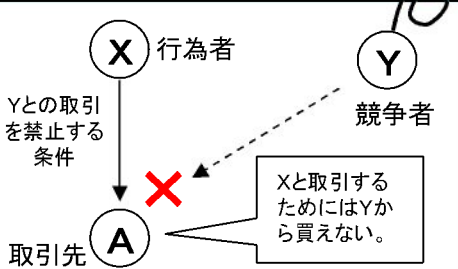 X 行為者
Y
競争者
Yとの取引
を禁止する
条件
Xと取引する
ためにはYか
ら買えない。
取引先 A